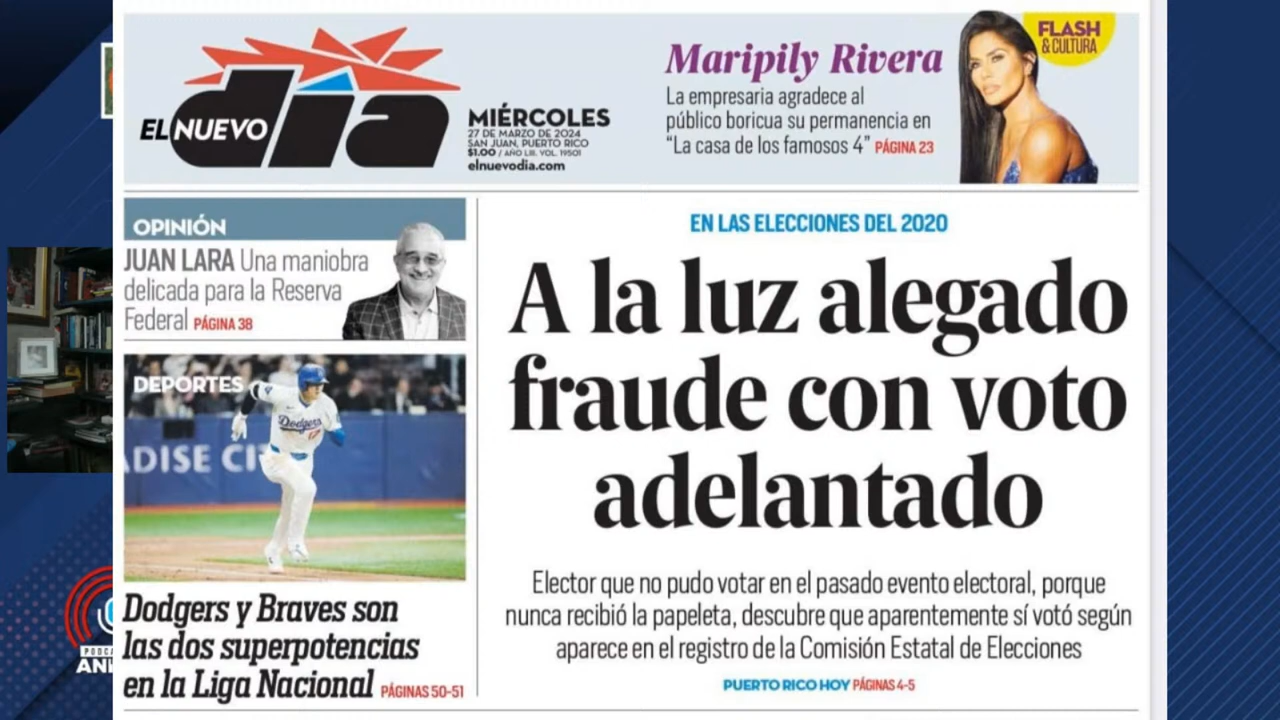 EL NUEVO día
MIÉRCOLES
27 DE MARZO DE 2024
SAN JUAN, PUERTO RICO
$1.00 / AÑO LIII. VOL. 19501
elnuevodia.com
Maripily Rivera
La empresaria agradece al
público boricua su permanencia en
“La casa de los famosos 4” PÁGINA 23
FLASH
& CULTURA
OPINIÓN
JUAN LARA Una maniobra
delicada para la Reserva
Federal PÁGINA 38
DEPORTES
Dodgers
17
ADISE CI
Dodgers y Braves son
las dos superpotencias
en la Liga Nacional PÁGINAS 50-51
EN LAS ELECCIONES DEL 2020
A la luz alegado
fraude con voto
adelantado
Elector que no pudo votar en el pasado evento electoral, porque
nunca recibió la papeleta, descubre que aparentemente sí votó según
aparece en el registro de la Comisión Estatal de Elecciones
PUERTO RICO HOY PÁGINAS 4-5
PODCA
AN